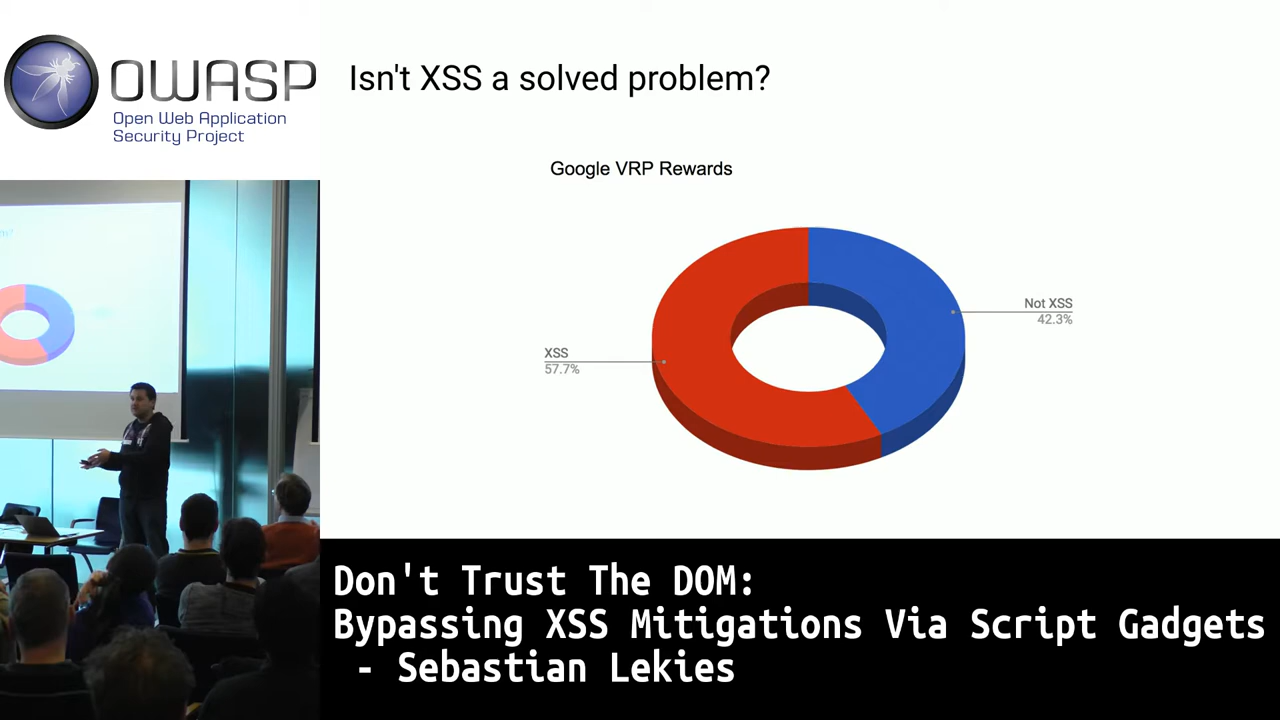 OWASP
Open Web Application
Security Project
Isn't XSS a solved problem?
Google VRP Rewards
Not XSS
42.3%
XSS
57.7%
Don't Trust The DOM:
Bypassing XSS Mitigations Via Script Gadgets
- Sebastian Lekies